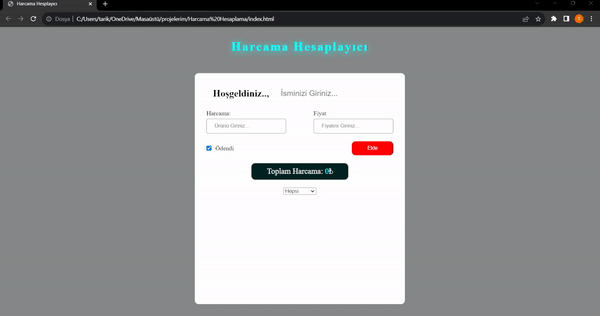 Harcama Hesplayıcı
Dosya | C:/Users/tarik/OneDrive/Masaüstü/projelerim/Harcama%20Hesaplama/index.html
Harcama Hesaplayıcı
Hoşgeldiniz.., İsminizi Giriniz...
Harcama: Fiyat
Ürünü Giriniz... Fiyatını Giriniz...
Ödendi Ekle
Toplam Harcama: 0₺
Hepsi